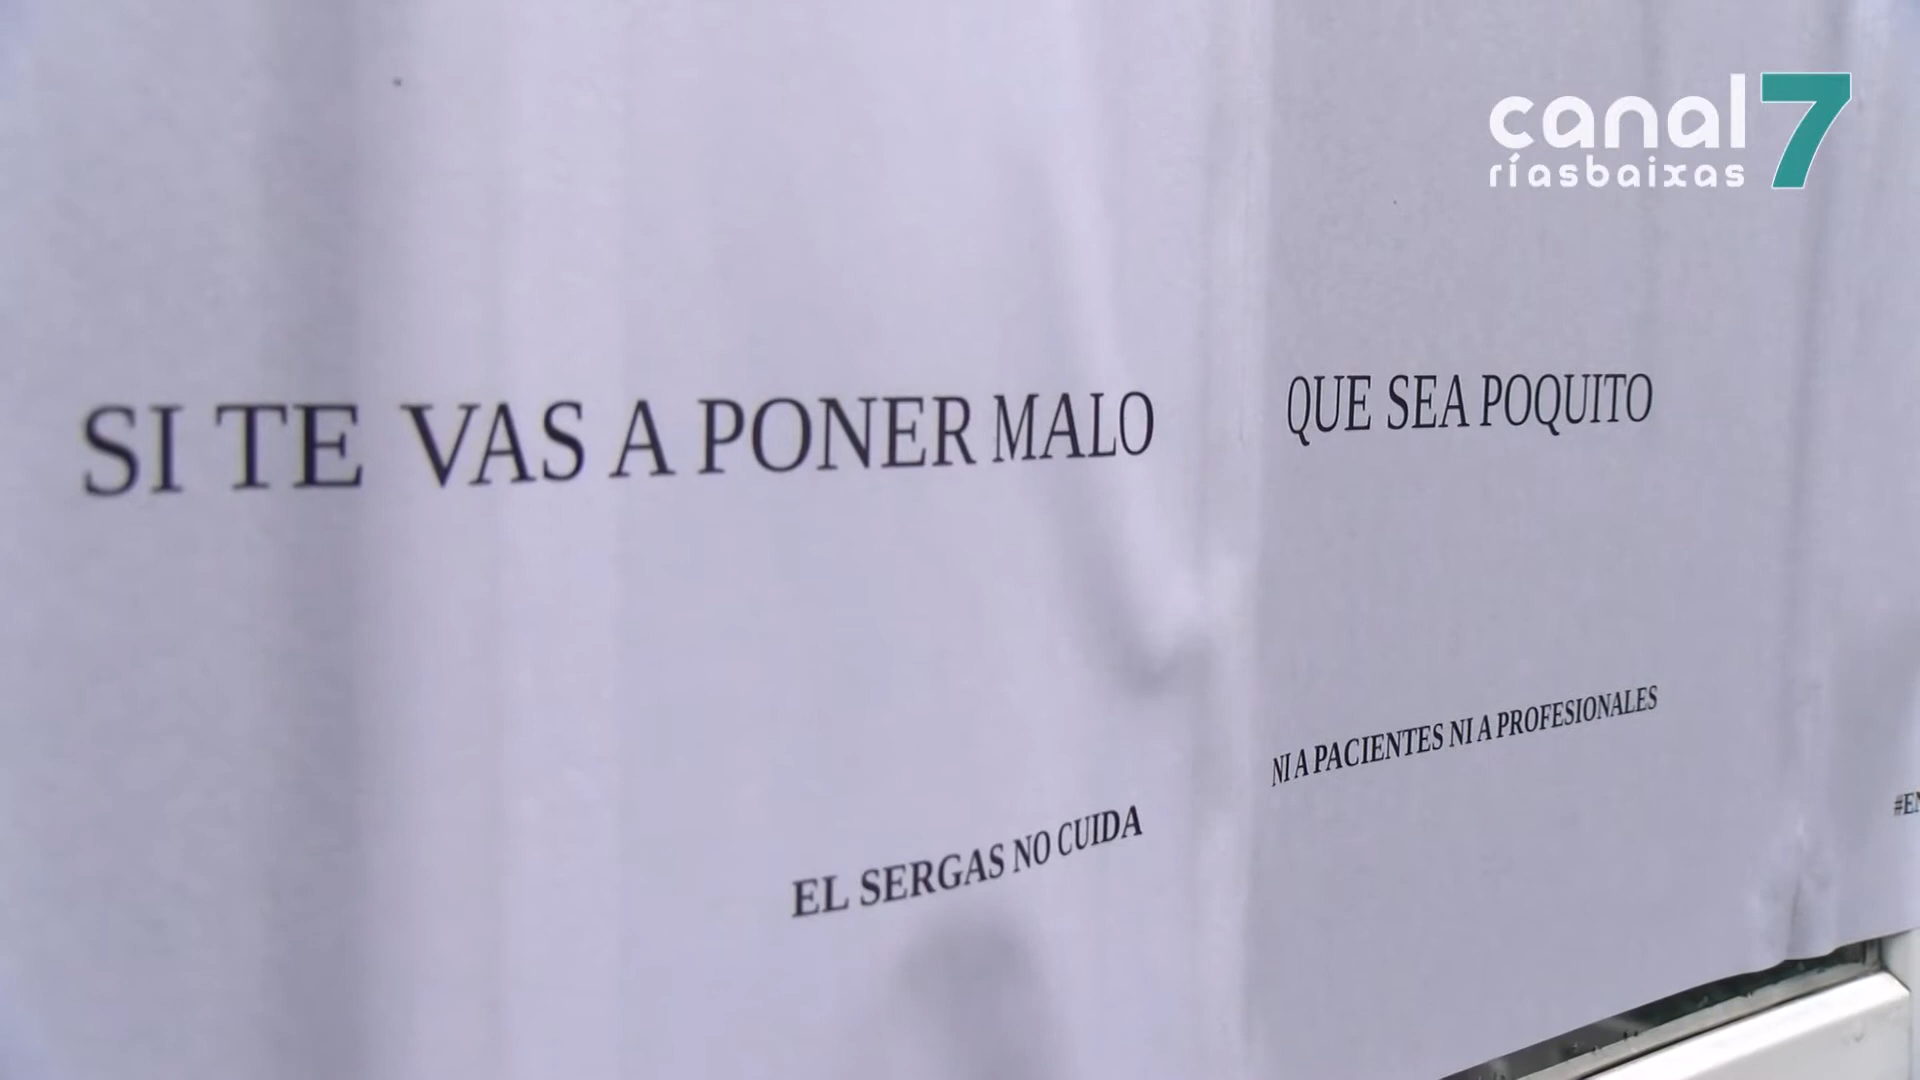 canal 7
ríasbaixas
SI TE VAS A PONER MALO QUE SEA POQUITO
EL SERGAS NO CUIDA NI A PACIENTES NI A PROFESIONALES